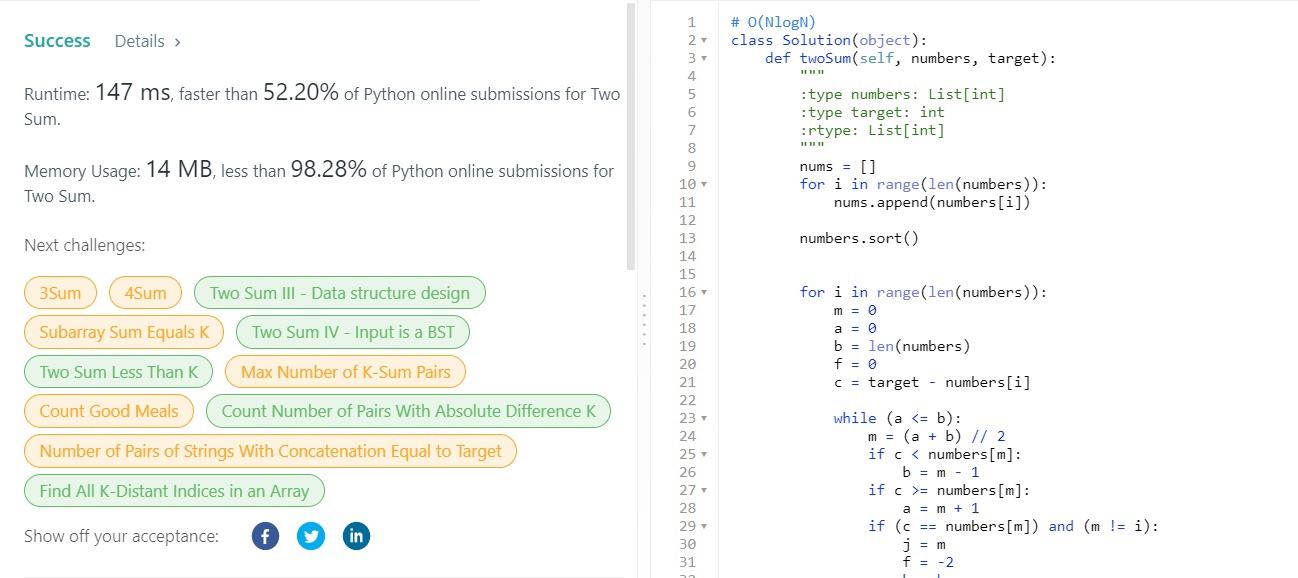 Success Details >
Runtime: 147 ms, faster than 52.20% of Python online submissions for Two
Sum.
Memory Usage: 14 MB, less than 98.28% of Python online submissions for
Two Sum.
Next challenges:
3Sum 4Sum Two Sum III - Data structure design
Subarray Sum Equals K Two Sum IV - Input is a BST
Two Sum Less Than K Max Number of K-Sum Pairs
Count Good Meals Count Number of Pairs With Absolute Difference K
Number of Pairs of Strings With Concatenation Equal to Target
Find All K-Distant Indices in an Array
Show off your acceptance: f in
1 # O(NlogN)
2 class Solution(object):
3     def twoSum(self, numbers, target):
4         """
5         :type numbers: List[int]
6         :type target: int
7         :rtype: List[int]
8         """
9         nums = []
10         for i in range(len(numbers)):
11             nums.append(numbers[i])
12
13         numbers.sort()
14
15
16         for i in range(len(numbers)):
17             m = 0
18             a = 0
19             b = len(numbers)
20             f = 0
21             c = target - numbers[i]
22
23             while (a <= b):
24                 m = (a + b) // 2
25                 if c < numbers[m]:
26                     b = m - 1
27                 if c >= numbers[m]:
28                     a = m + 1
29                 if (c == numbers[m]) and (m != i):
30                     j = m
31                     f = -2